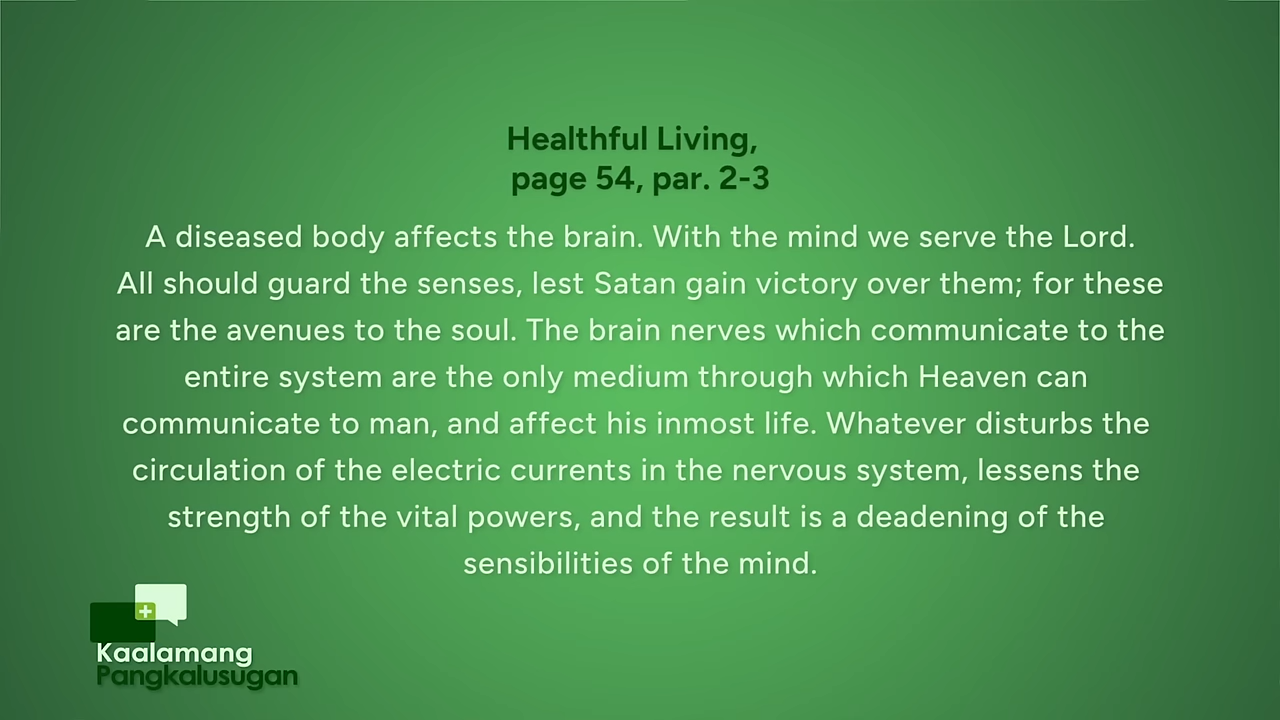 Healthful Living,
page 54, par. 2-3
A diseased body affects the brain. With the mind we serve the Lord.
All should guard the senses, lest Satan gain victory over them; for these
are the avenues to the soul. The brain nerves which communicate to the
entire system are the only medium through which Heaven can
communicate to man, and affect his inmost life. Whatever disturbs the
circulation of the electric currents in the nervous system, lessens the
strength of the vital powers, and the result is a deadening of the
sensibilities of the mind.
Kaalamang
Pangkalusugan